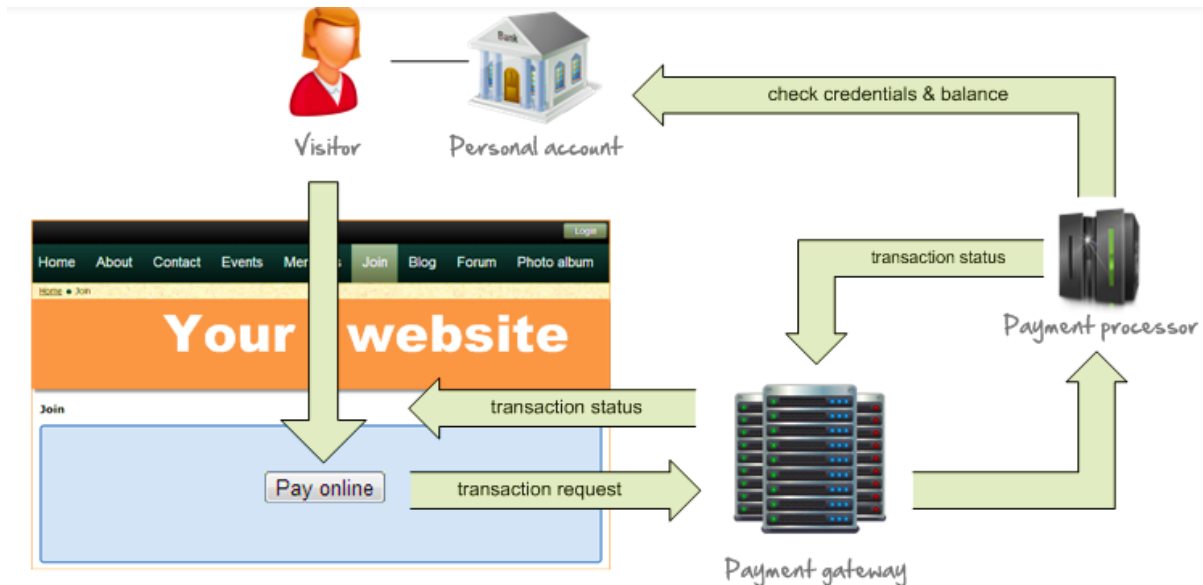 Bank
Visitor
Personal account
check credentials & balance
Login
Home About Contact Events Join Blog Forum Photo album
Home • Join
transaction status
Your website
Payment processor
Join
transaction status
Pay online
transaction request
Payment gateway